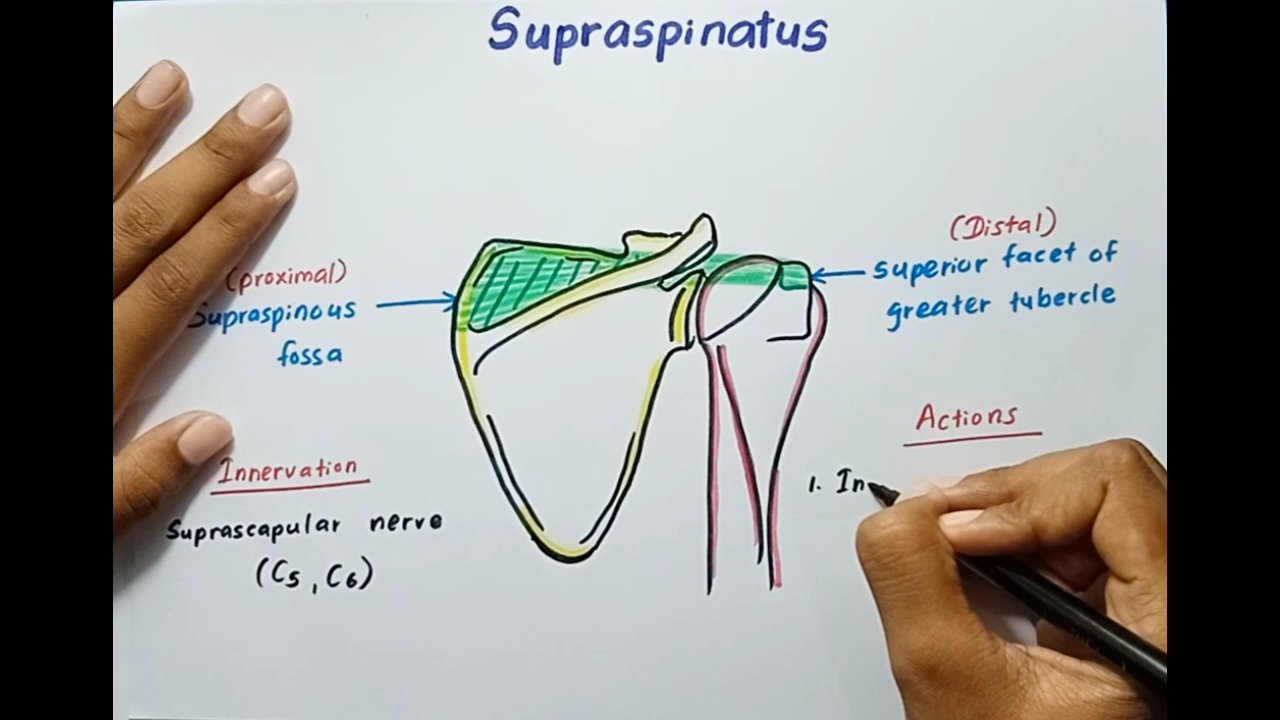 Supraspinatus
(proximal)
Supraspinous
fossa
(Distal)
superior facet of
greater tubercle
Innervation
Suprascapular nerve
(C5, C6)
Actions
1. In